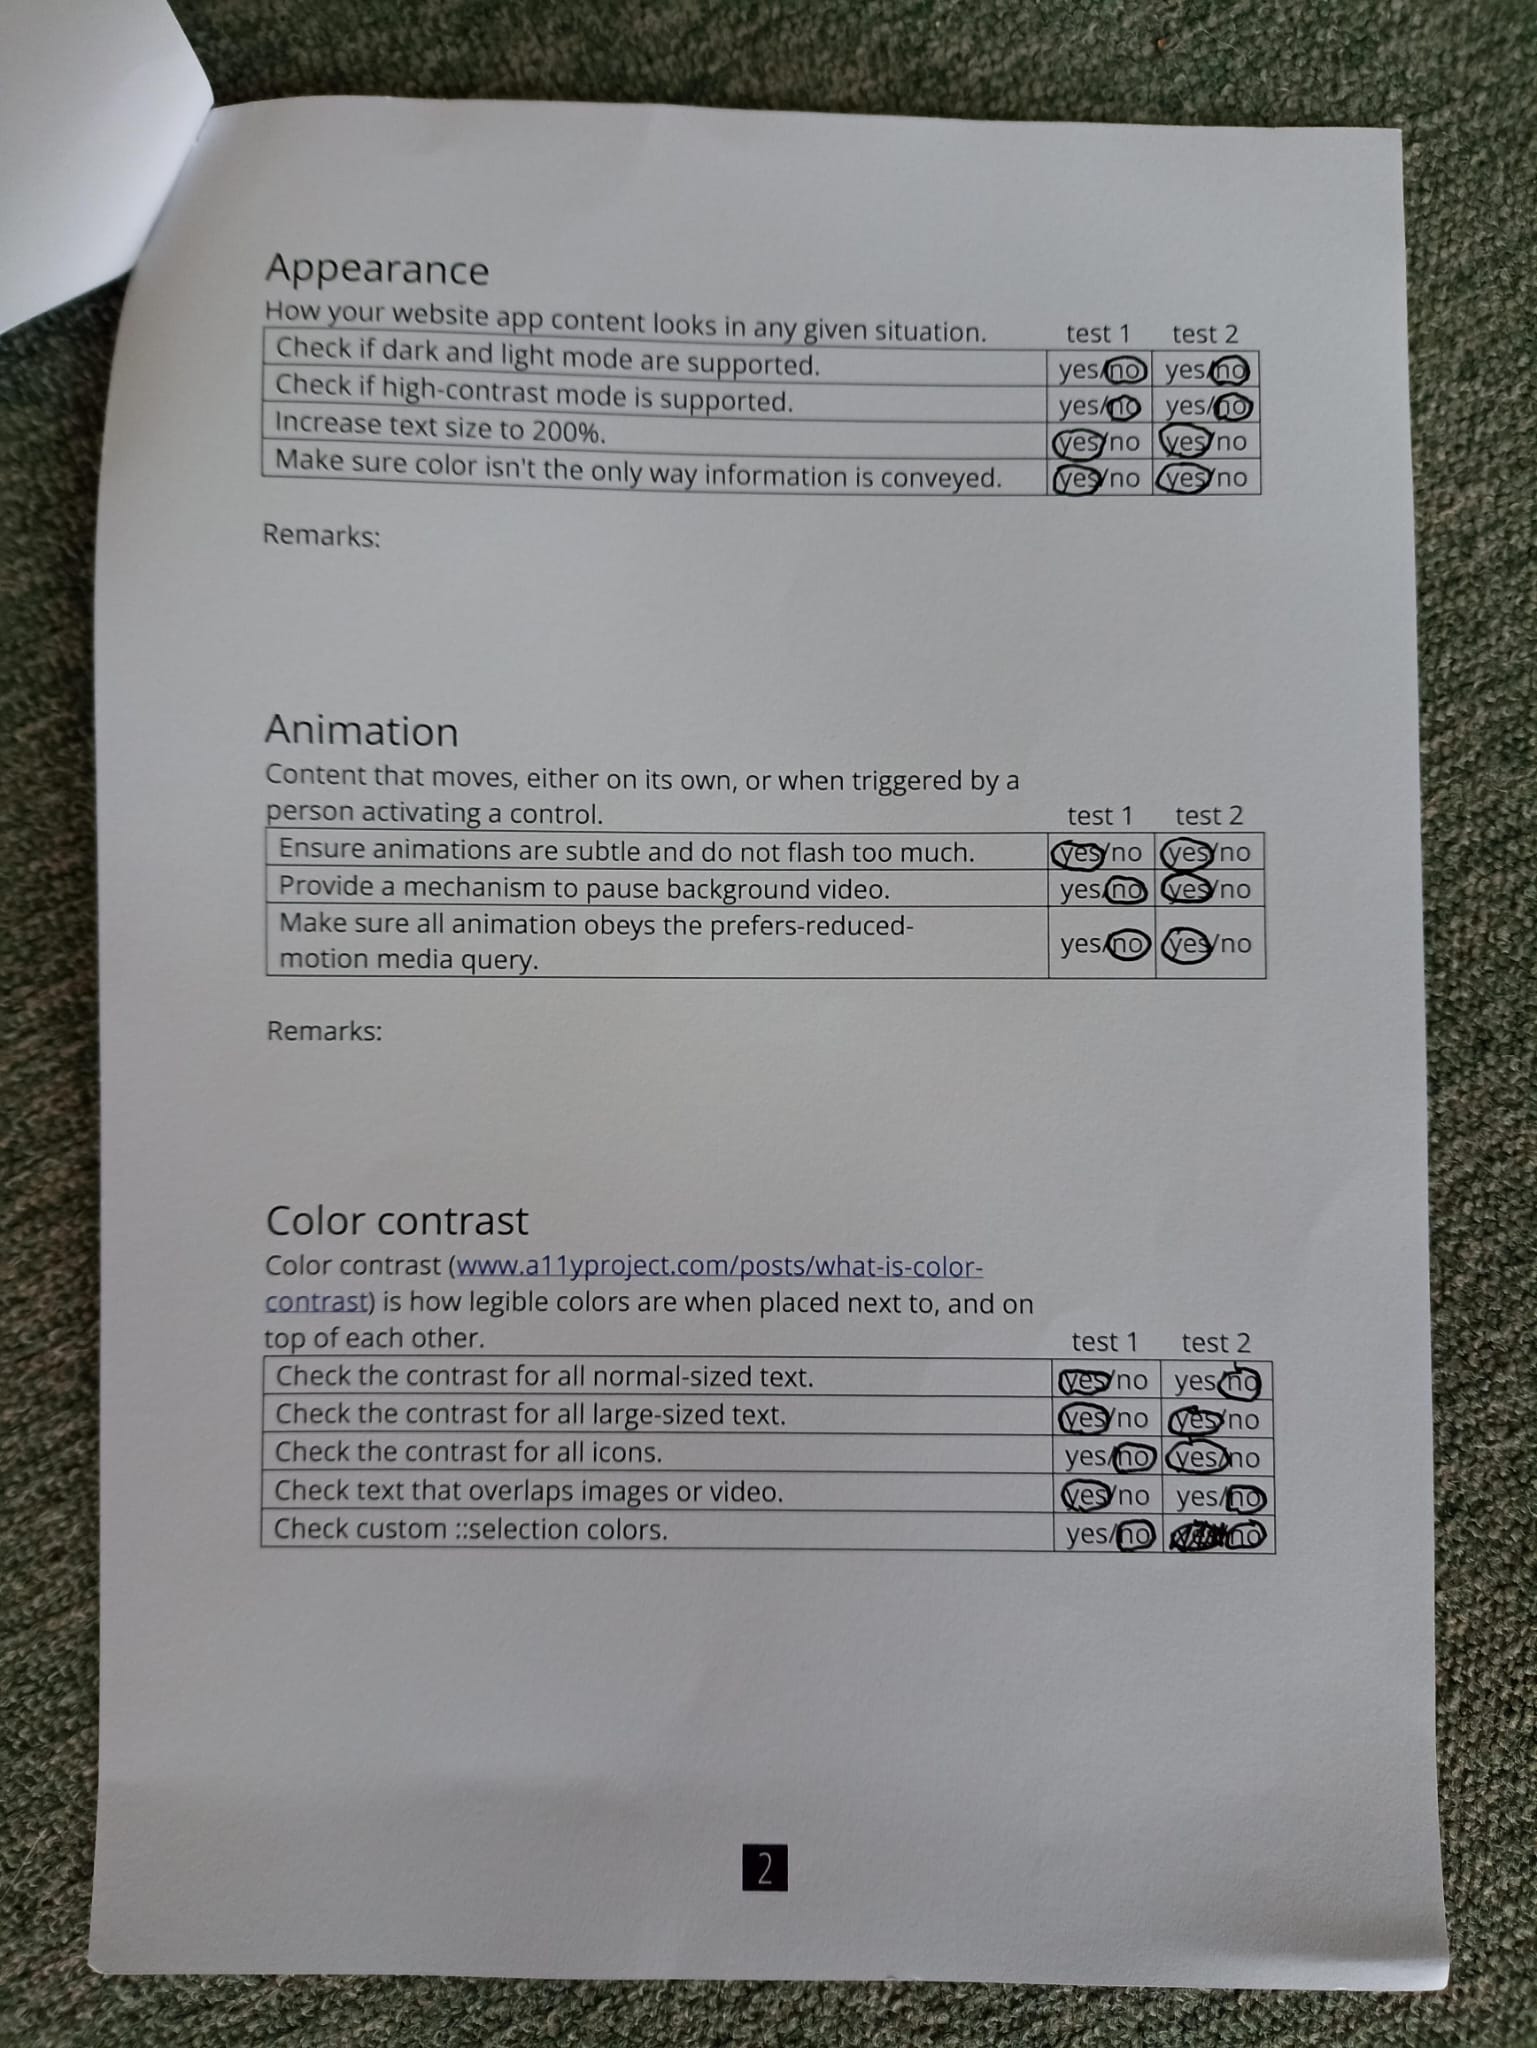 Appearance
How your website app content looks in any given situation. test 1 test 2
Check if dark and light mode are supported. yes/no yes/no
Check if high-contrast mode is supported. yes/no yes/no
Increase text size to 200%. yes/no yes/no
Make sure color isn't the only way information is conveyed. yes/no yes/no
Remarks:
Animation
Content that moves, either on its own, or when triggered by a
person activating a control. test 1 test 2
Ensure animations are subtle and do not flash too much. yes/no yes/no
Provide a mechanism to pause background video. yes/no yes/no
Make sure all animation obeys the prefers-reduced-
motion media query. yes/no yes/no
Remarks:
Color contrast
Color contrast (www.a11yproject.com/posts/what-is-color-
contrast) is how legible colors are when placed next to, and on
top of each other. test 1 test 2
Check the contrast for all normal-sized text. yes/no yes/no
Check the contrast for all large-sized text. yes/no yes/no
Check the contrast for all icons. yes/no yes/no
Check text that overlaps images or video. yes/no yes/no
Check custom ::selection colors. yes/no no
2